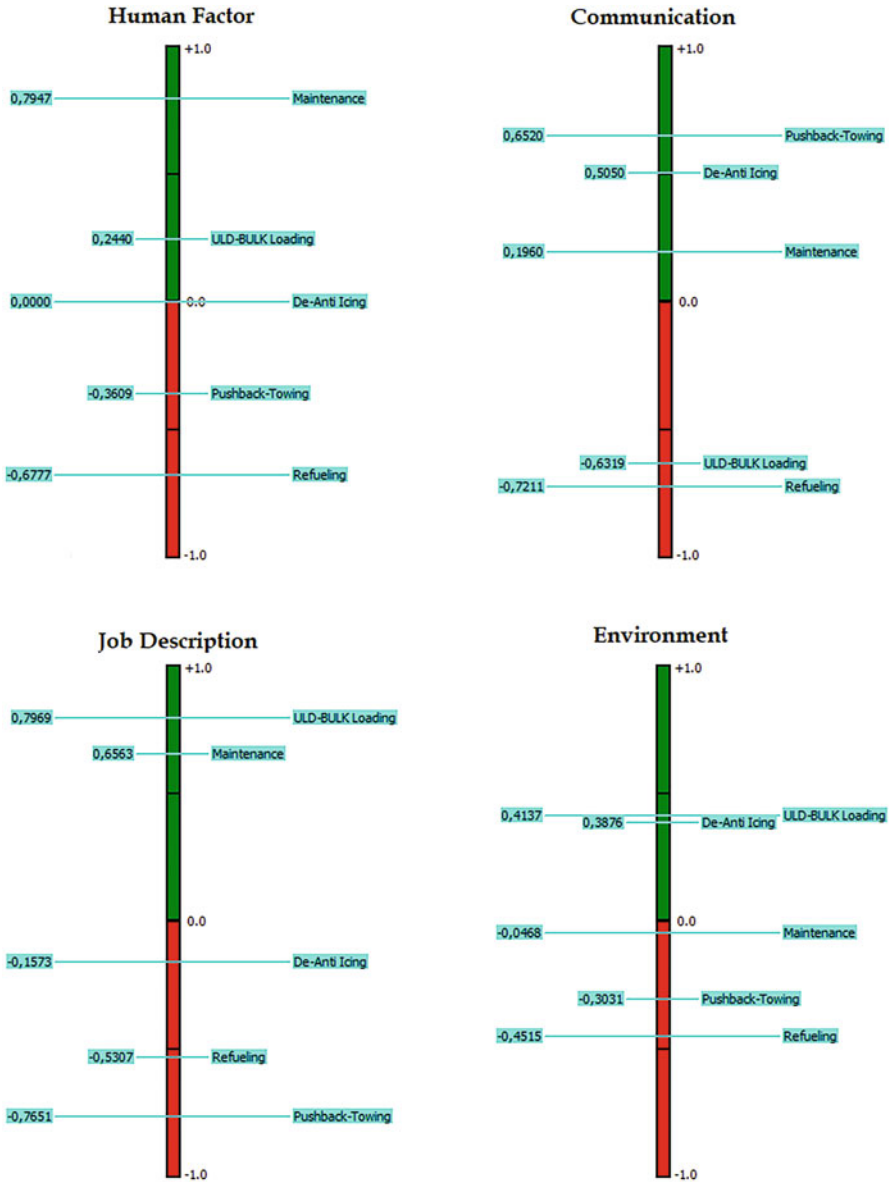 Human Factor
+1.0
0,7947 Maintenance
0,2440 ULD-BULK Loading
0,0000 0.0 De-Anti Icing
-0,3609 Pushback-Towing
-0,6777 Refueling
-1.0
Communication
+1.0
0,6520 Pushback-Towing
0,5050 De-Anti Icing
0,1960 Maintenance
0.0
-0,6319 ULD-BULK Loading
-0,7211 Refueling
-1.0
Job Description
+1.0
0,7969 ULD-BULK Loading
0,6563 Maintenance
0.0
-0,1573 De-Anti Icing
-0,5307 Refueling
-0,7651 Pushback-Towing
-1.0
Environment
+1.0
0,4137 ULD-BULK Loading
0,3876 De-Anti Icing
0.0
-0,0468 Maintenance
-0,3031 Pushback-Towing
-0,4515 Refueling
-1.0